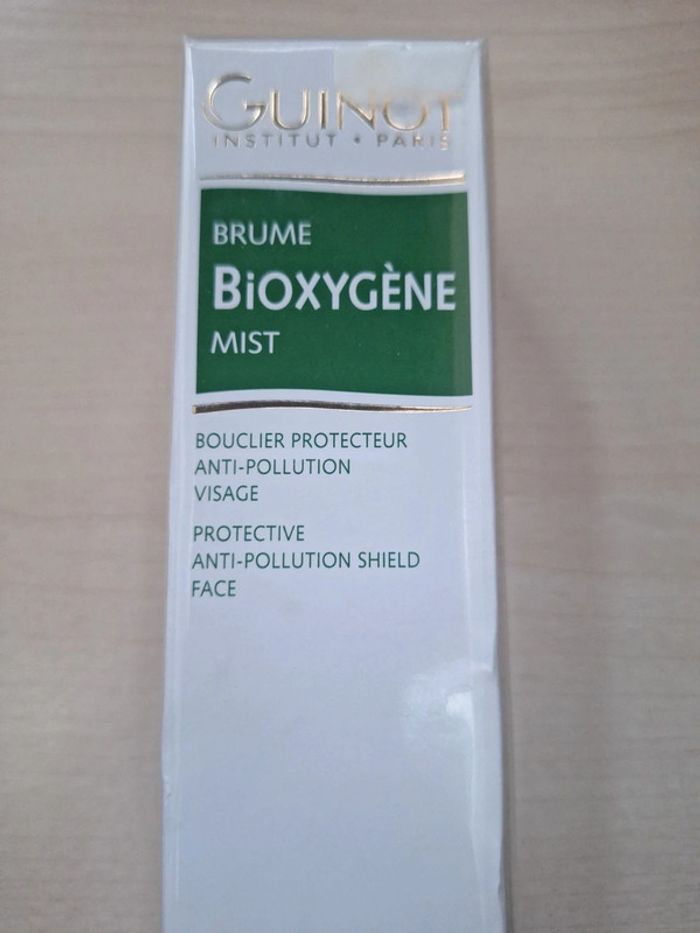 GUINOT
INSTITUT • PARIS
BRUME
BiOXYGÈNE
MIST
BOUCLIER PROTECTEUR
ANTI-POLLUTION
VISAGE
PROTECTIVE
ANTI-POLLUTION SHIELD
FACE